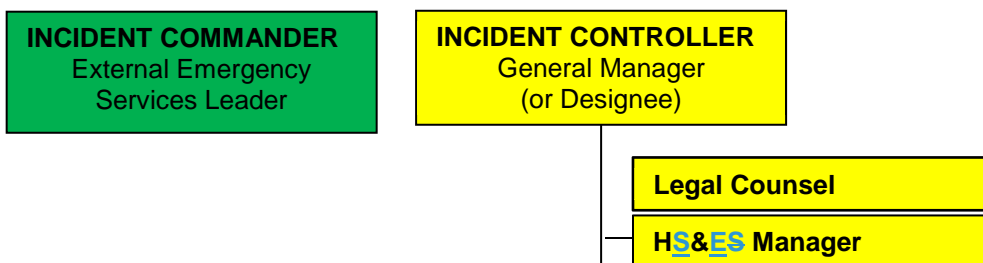 INCIDENT COMMANDER
External Emergency
Services Leader
INCIDENT CONTROLLER
General Manager
(or Designee)
Legal Counsel
HS&ES Manager